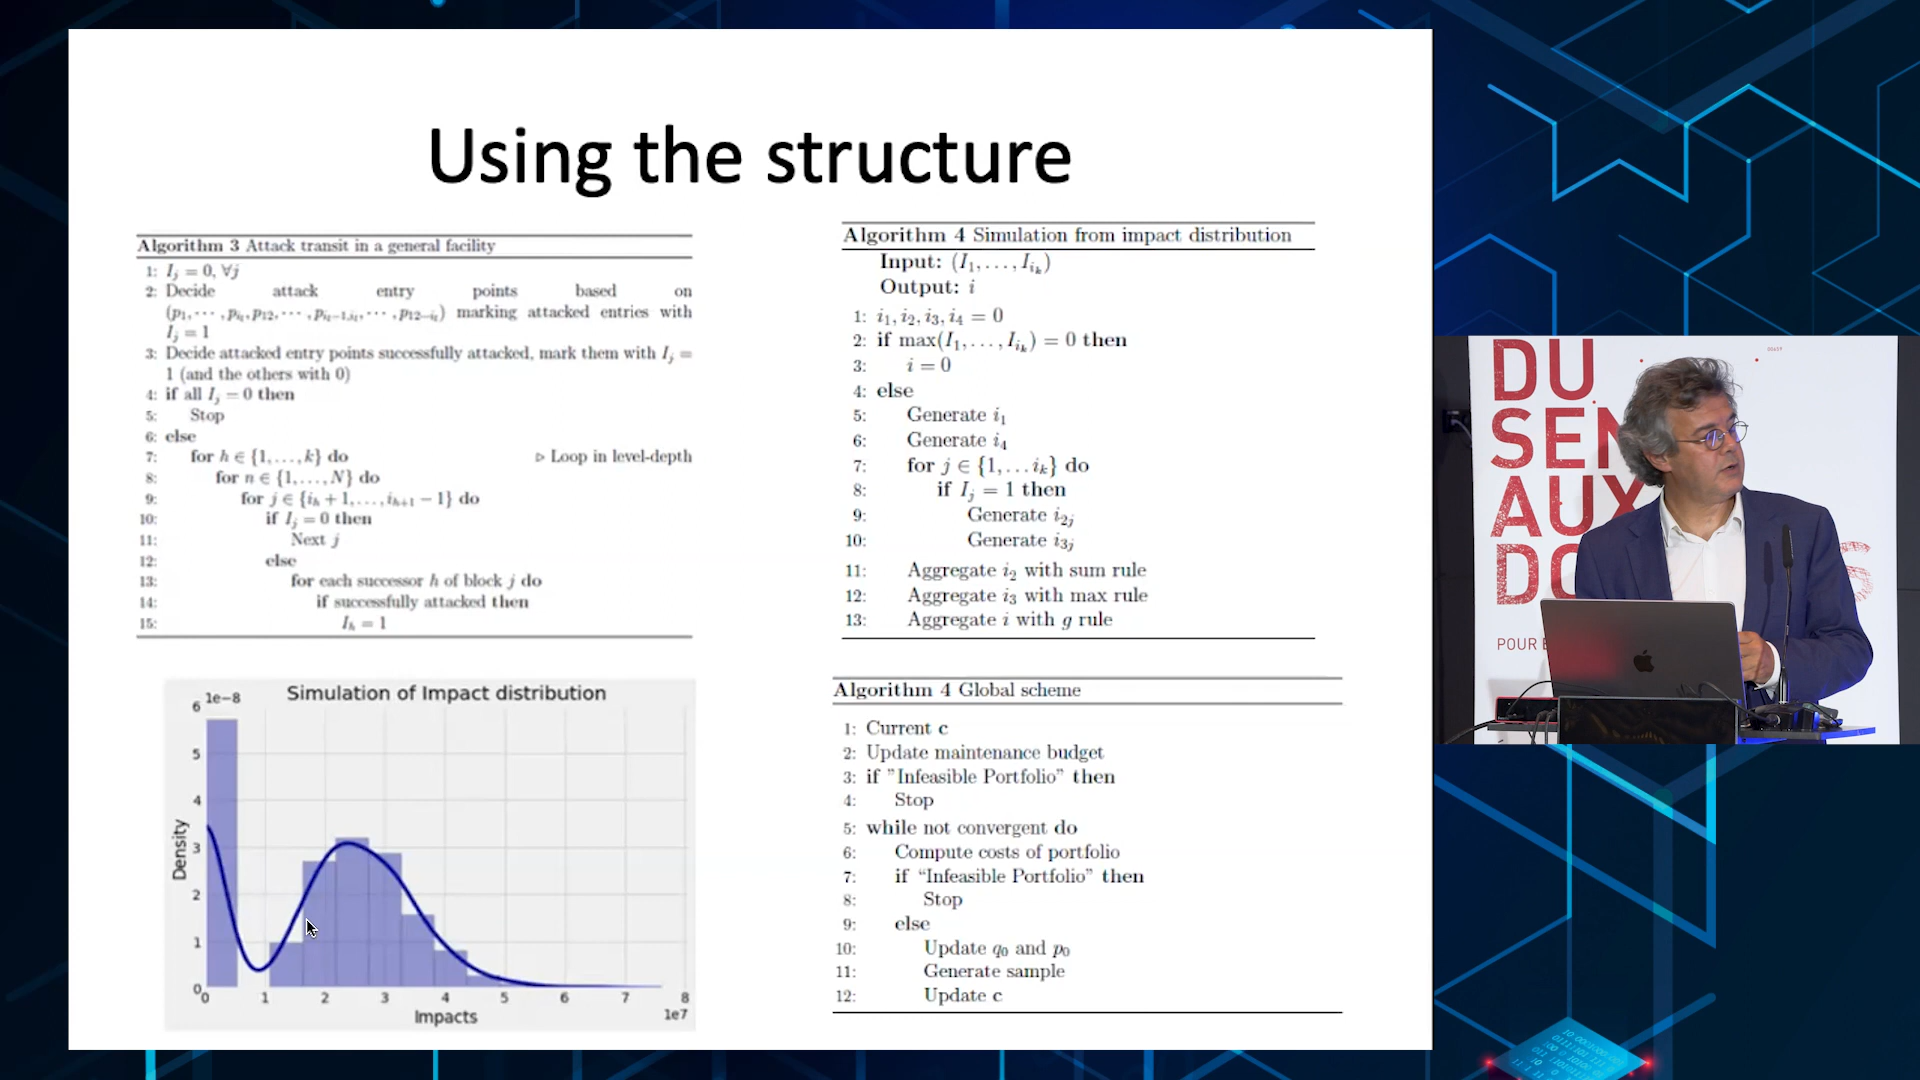 Using the structure
Algorithm 3 Attack transit in a general facility
1: I_j = 0, ∀j
2: Decide attack entry points based on
(p_1, ⋯ , p_{i_1}, p_{12}, ⋯ , p_{i_1−1,i_1}, ⋯ , p_{12⋯i_1}) marking attacked entries with
I_j = 1
3: Decide attacked entry points successfully attacked, mark them with I_j =
1 (and the others with 0)
4: if all I_j = 0 then
5: Stop
6: else
7: for h ∈ {1, . . . , k} do ▷ Loop in level-depth
8: for n ∈ {1, . . . , N} do
9: for j ∈ {i_h + 1, . . . , i_{h+1} − 1} do
10: if I_j = 0 then
11: Next j
12: else
13: for each successor h of block j do
14: if successfully attacked then
15: I_h = 1
Algorithm 4 Simulation from impact distribution
Input: (I_1, . . . , I_{i_k})
Output: i
1: i_1, i_2, i_3, i_4 = 0
2: if max(I_1, . . . , I_{i_k}) = 0 then
3: i = 0
4: else
5: Generate i_1
6: Generate i_4
7: for j ∈ {1, . . . i_k} do
8: if I_j = 1 then
9: Generate i_{2j}
10: Generate i_{3j}
11: Aggregate i_2 with sum rule
12: Aggregate i_3 with max rule
13: Aggregate i with g rule
Simulation of Impact distribution
1e−8
6
5
4
3
2
1
0
Density
0 1 2 3 4 5 6 7 8
1e7
Impacts
Algorithm 4 Global scheme
1: Current c
2: Update maintenance budget
3: if "Infeasible Portfolio" then
4: Stop
5: while not convergent do
6: Compute costs of portfolio
7: if "Infeasible Portfolio" then
8: Stop
9: else
10: Update q_0 and p_0
11: Generate sample
12: Update c
DU
SEN
AUX
DO
POUR